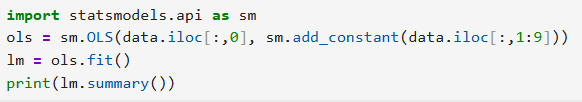 import statsmodels.api as sm
ols = sm.OLS(data.iloc[:,0], sm.add_constant(data.iloc[:,1:9]))
lm = ols.fit()
print(lm.summary())